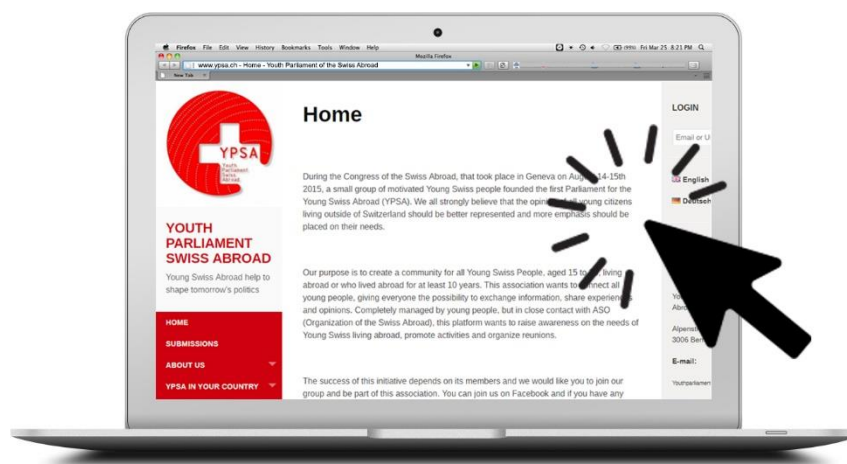 Firefox File Edit View History Bookmarks Tools Window Help
Fri Mar 25 8:21 PM
Mozilla Firefox
www.ypsa.ch - Home - Youth Parliament of the Swiss Abroad
New Tab
YPSA
Youth
Parliament
Swiss
Abroad
YOUTH
PARLIAMENT
SWISS ABROAD
Young Swiss Abroad help to
shape tomorrow's politics
HOME
SUBMISSIONS
ABOUT US
YPSA IN YOUR COUNTRY
Home
During the Congress of the Swiss Abroad, that took place in Geneva on 14-15th
2015, a small group of motivated Young Swiss people founded the first Parliament for the
Young Swiss Abroad (YPSA). We all strongly believe that the young citizens
living outside of Switzerland should be better represented and more emphasis should be
placed on their needs.
Our purpose is to create a community for all Young Swiss People, aged 15 to living
abroad or who lived abroad for at least 10 years. This association wants to connect all
young people, giving everyone the possibility to exchange information, share experiences
and opinions. Completely managed by young people, but in close contact with ASO
(Organization of the Swiss Abroad), this platform wants to raise awareness on the needs of
Young Swiss living abroad, promote activities and organize reunions.
The success of this initiative depends on its members and we would like you to join our
group and be part of this association. You can join us on Facebook and if you have any
LOGIN
Email or U
English
Deutsch
3006 Ber
E-mail: